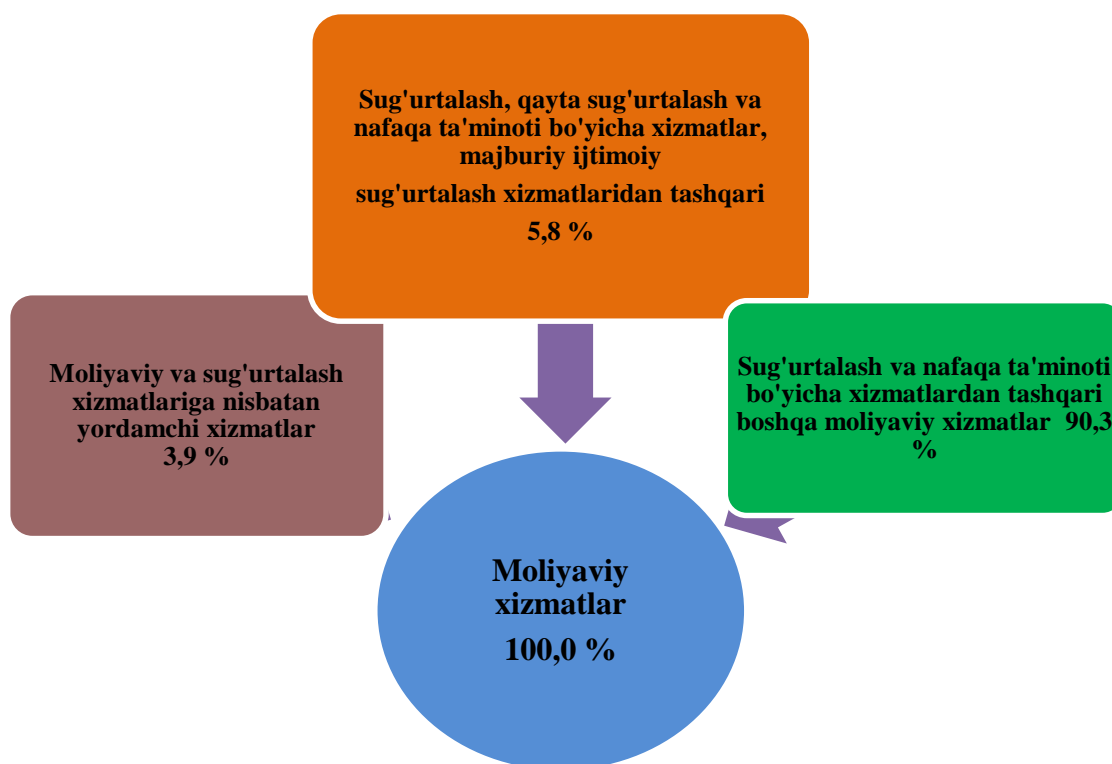 Sug'urtalash, qayta sug'urtalash va
nafaqa ta'minoti bo'yicha xizmatlar,
majburiy ijtimoiy
sug'urtalash xizmatlaridan tashqari
5,8 %
Moliyaviy va sug'urtalash
xizmatlariga nisbatan
yordamchi xizmatlar
3,9 %
Sug'urtalash va nafaqa ta'minoti
bo'yicha xizmatlardan tashqari
boshqa moliyaviy xizmatlar 90,3
%
Moliyaviy
xizmatlar
100,0 %